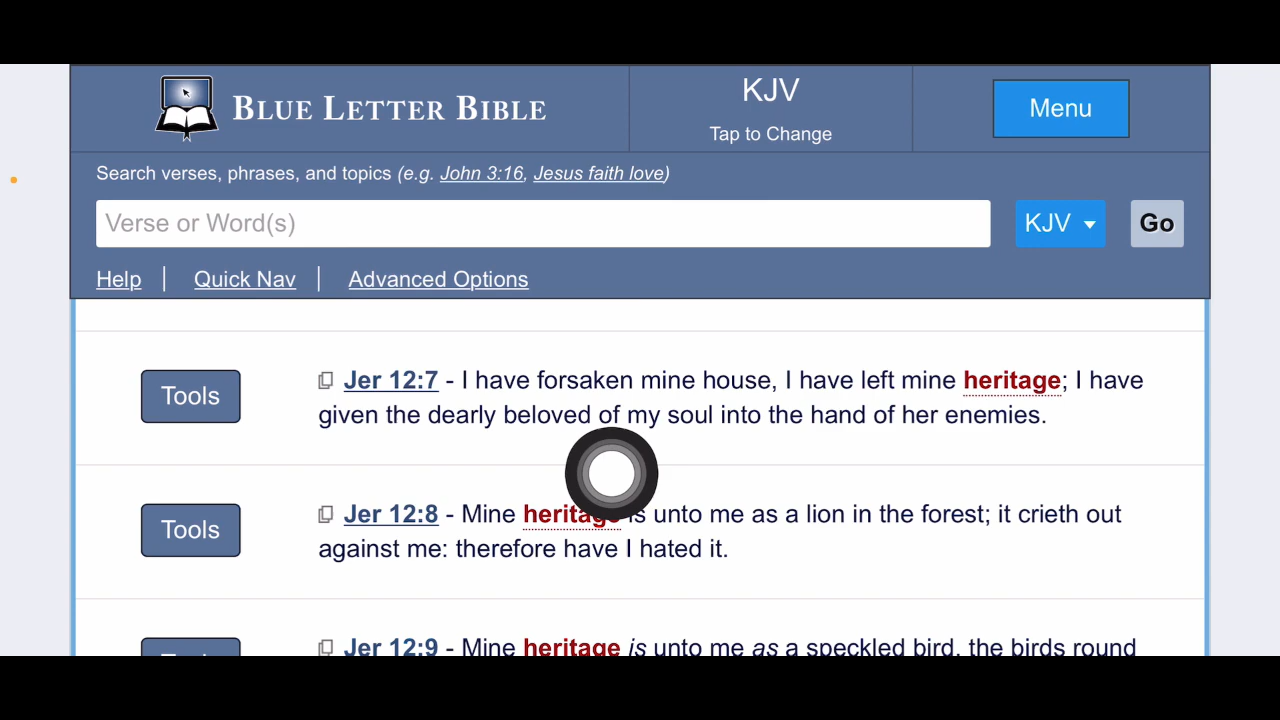 BLUE LETTER BIBLE
KJV
Tap to Change
Menu
Search verses, phrases, and topics (e.g. John 3:16, Jesus faith love)
Verse or Word(s)
KJV
Go
Help
Quick Nav
Advanced Options
Tools
Jer 12:7 - I have forsaken mine house, I have left mine heritage; I have
given the dearly beloved of my soul into the hand of her enemies.
Tools
Jer 12:8 - Mine heritage is unto me as a lion in the forest; it crieth out
against me: therefore have I hated it.
Jer 12:9 - Mine heritage is unto me as a speckled bird, the birds round